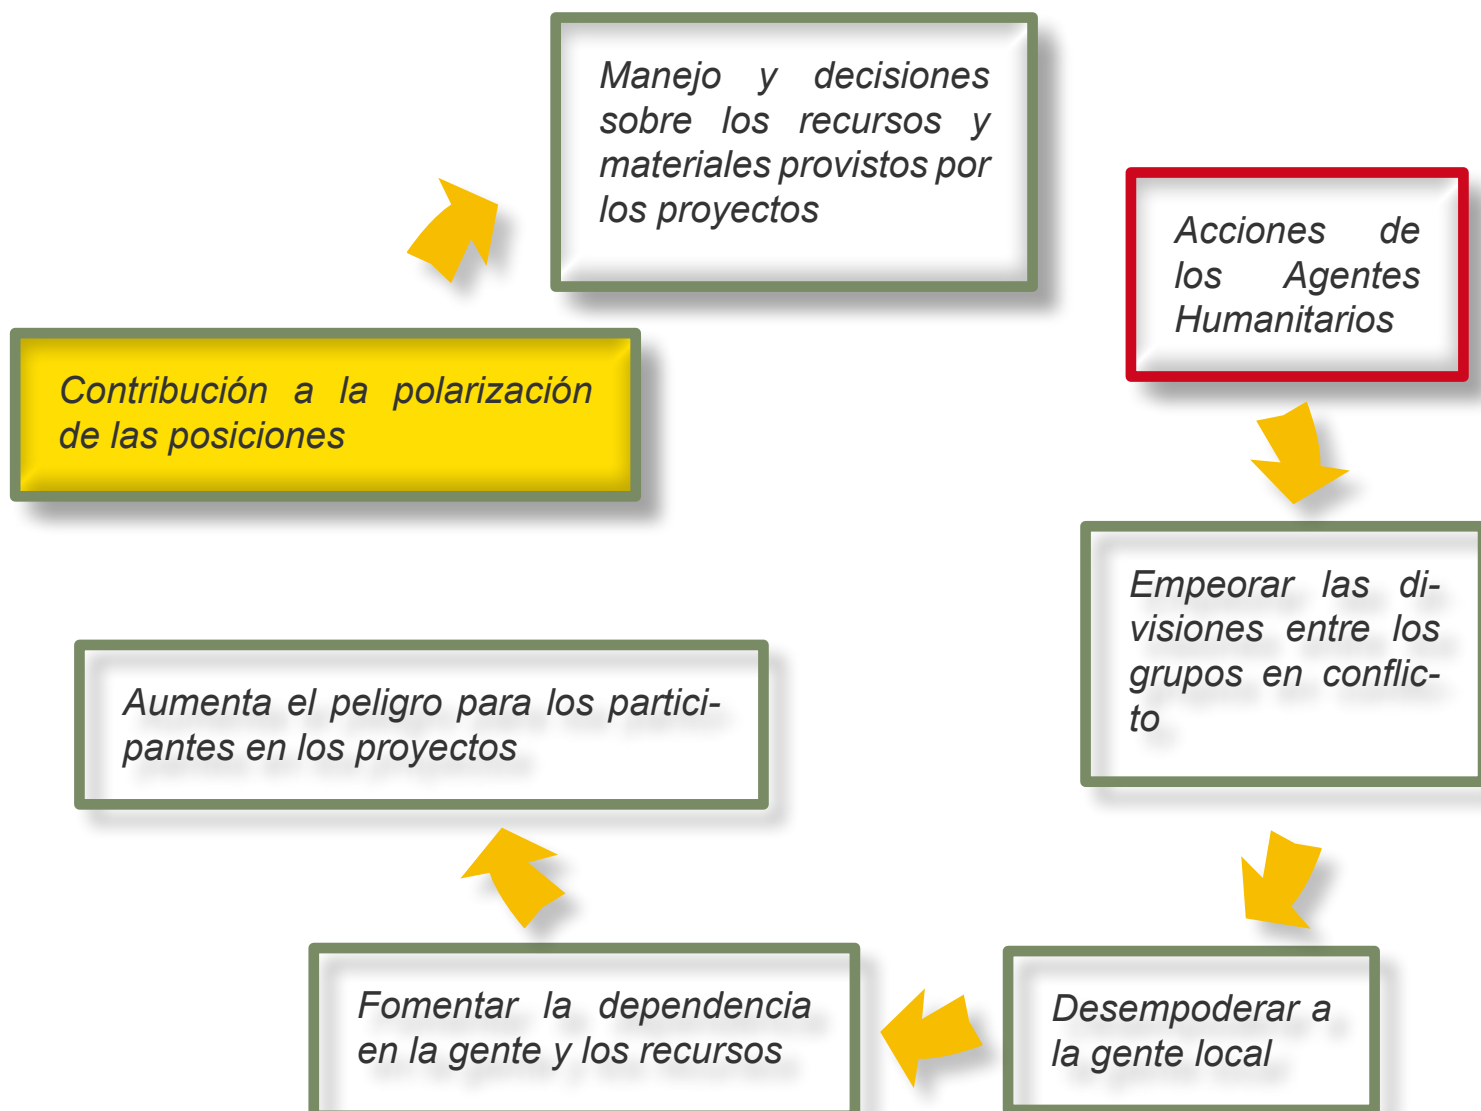 Manejo y decisiones
sobre los recursos y
materiales provistos por
los proyectos
Acciones de
los Agentes
Humanitarios
Contribución a la polarización
de las posiciones
Empeorar las di-
visiones entre los
grupos en conflic-
to
Aumenta el peligro para los partici-
pantes en los proyectos
Fomentar la dependencia
en la gente y los recursos
Desempoderar a
la gente local